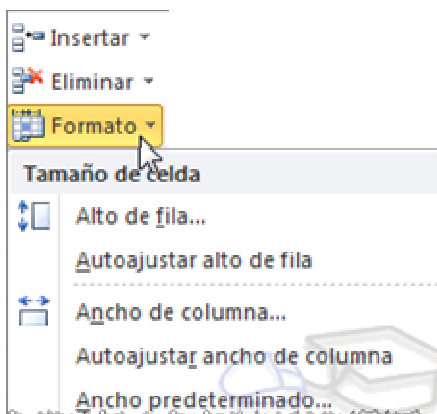 Insertar
Eliminar
Formato
Tamaño de celda
Alto de fila...
Autoajustar alto de fila
Ancho de columna...
Autoajustar ancho de columna
Ancho predeterminado...